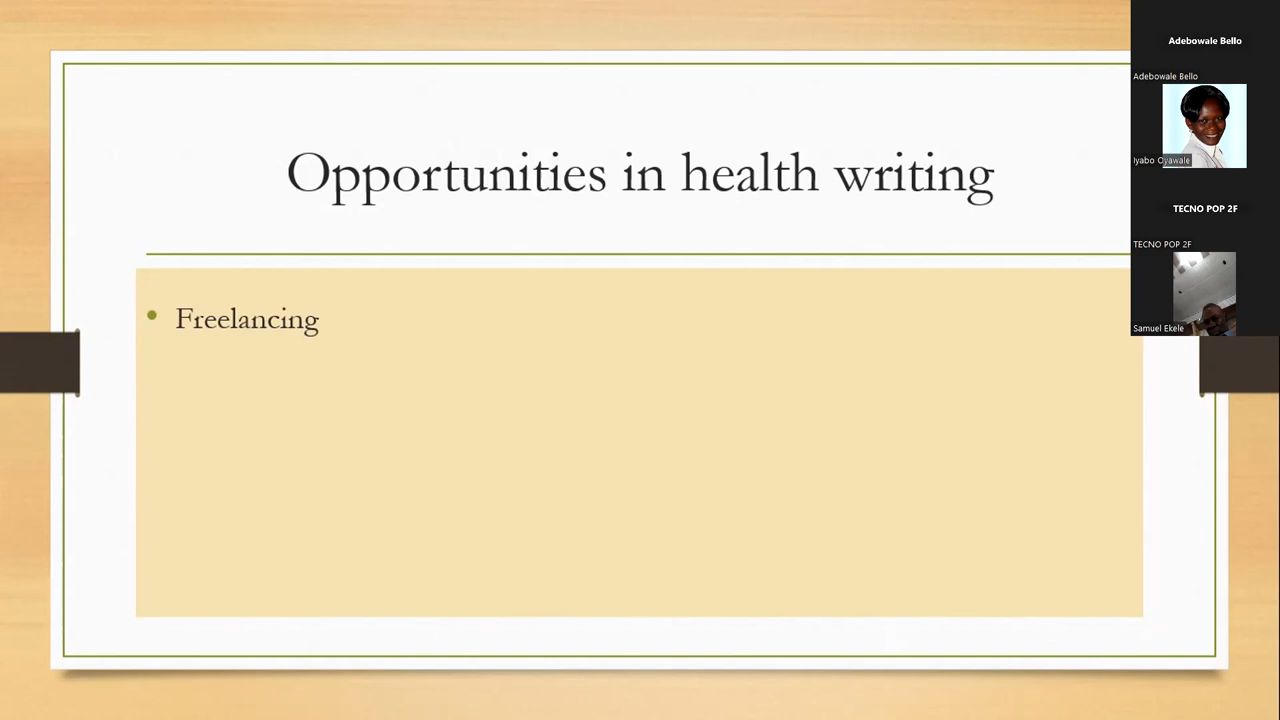 Opportunities in health writing
Freelancing
Adebowale Bello
Adebowale Bello
Iyabo Oyawale
TECNO POP 2F
TECNO POP 2F
Samuel Ekele